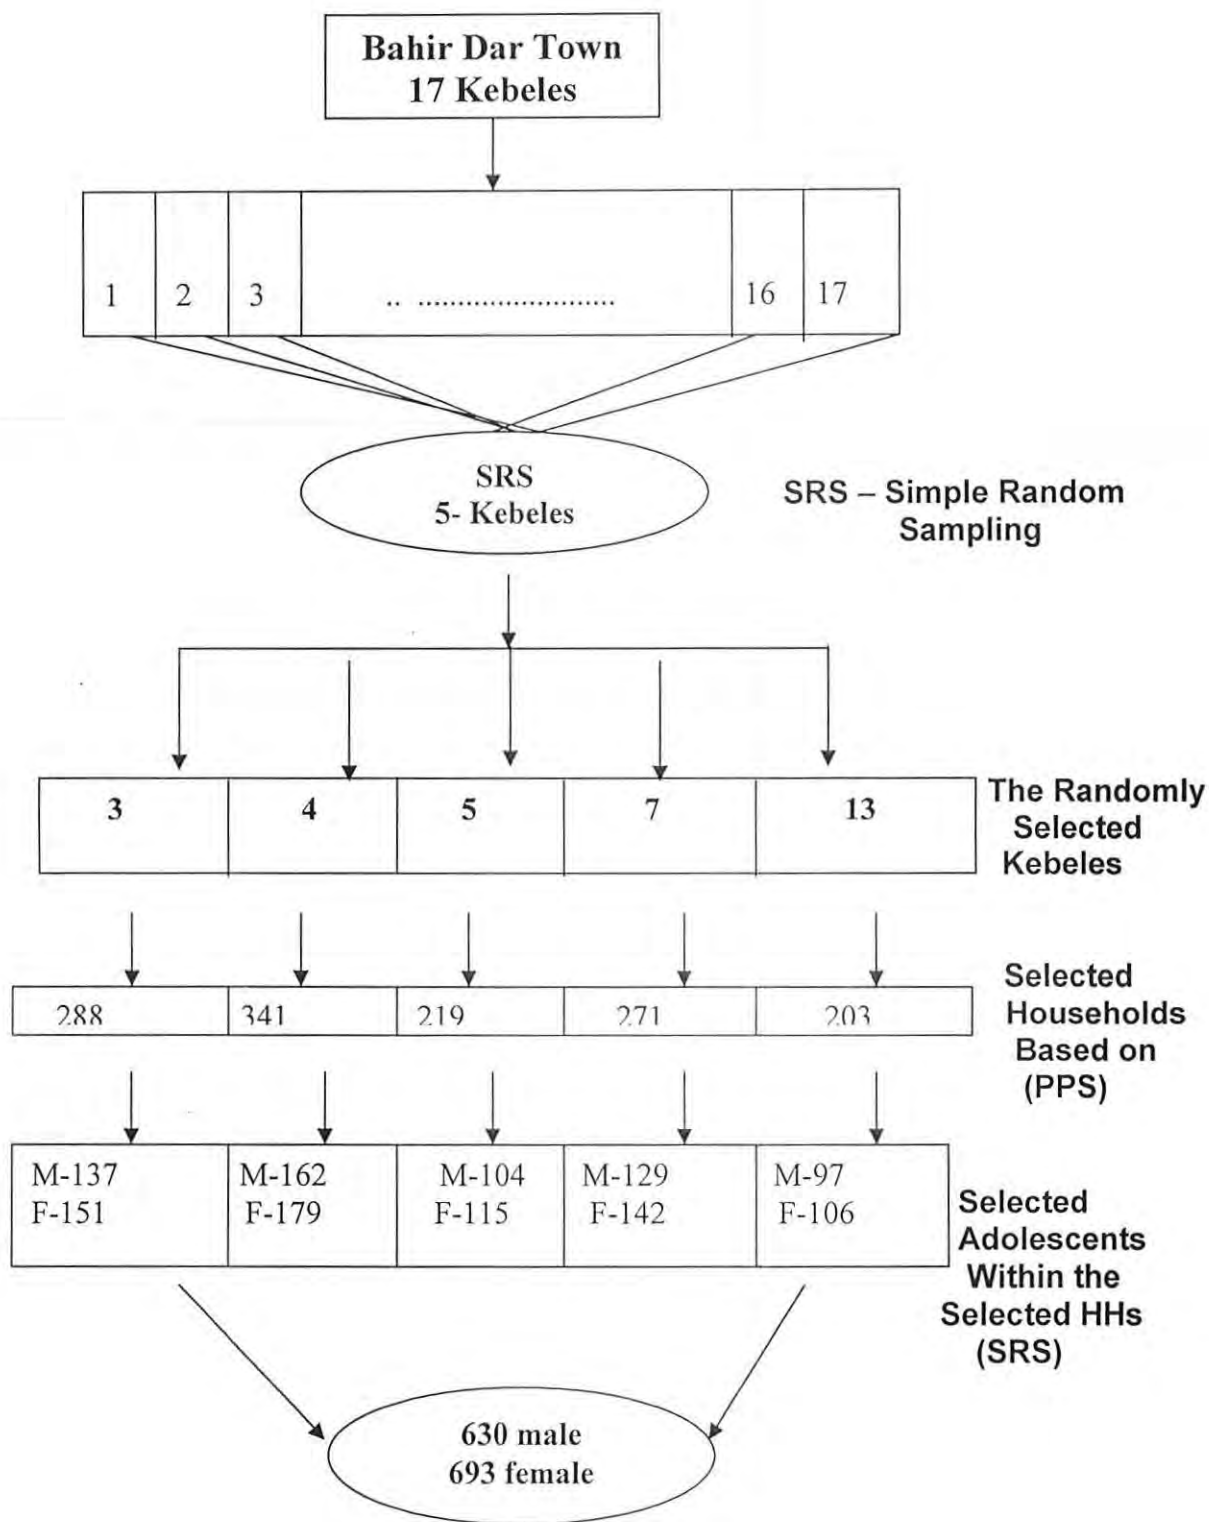 Bahir Dar Town
17 Kebeles
1 2 3 .. ........................ 16 17
SRS
5- Kebeles
SRS – Simple Random
Sampling
3 4 5 7 13
The Randomly
Selected
Kebeles
288 341 219 271 203
Selected
Households
Based on
(PPS)
M-137 M-162 M-104 M-129 M-97
F-151 F-179 F-115 F-142 F-106
Selected
Adolescents
Within the
Selected HHs
(SRS)
630 male
693 female